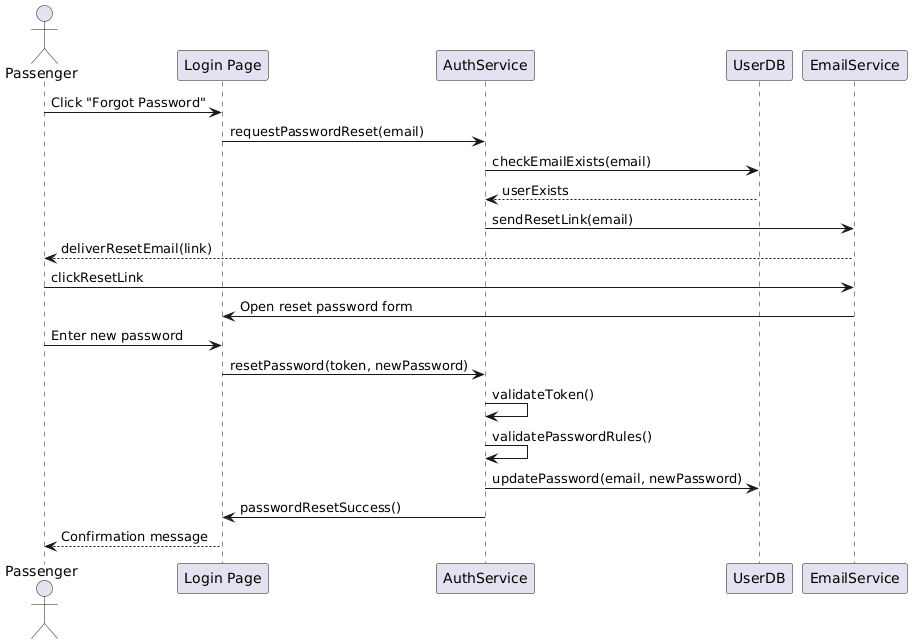 Passenger
Login Page
AuthService
UserDB
EmailService
Click "Forgot Password"
requestPasswordReset(email)
checkEmailExists(email)
userExists
sendResetLink(email)
deliverResetEmail(link)
clickResetLink
Open reset password form
Enter new password
resetPassword(token, newPassword)
validateToken()
validatePasswordRules()
updatePassword(email, newPassword)
passwordResetSuccess()
Confirmation message
Passenger
Login Page
AuthService
UserDB
EmailService